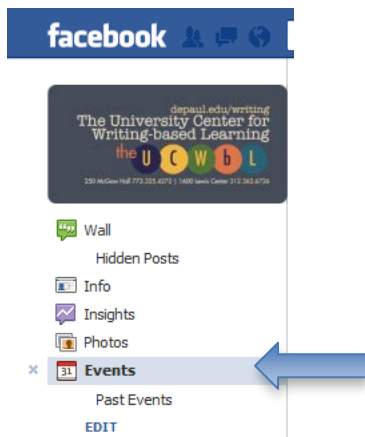 facebook
depaul.edu/writing
The University Center for
Writing-based Learning
the U C W b L
250 McGaw Hall 773.325.4272 | 1600 Lewis Center 312.362.6726
Wall
Hidden Posts
Info
Insights
Photos
31 Events
Past Events
EDIT